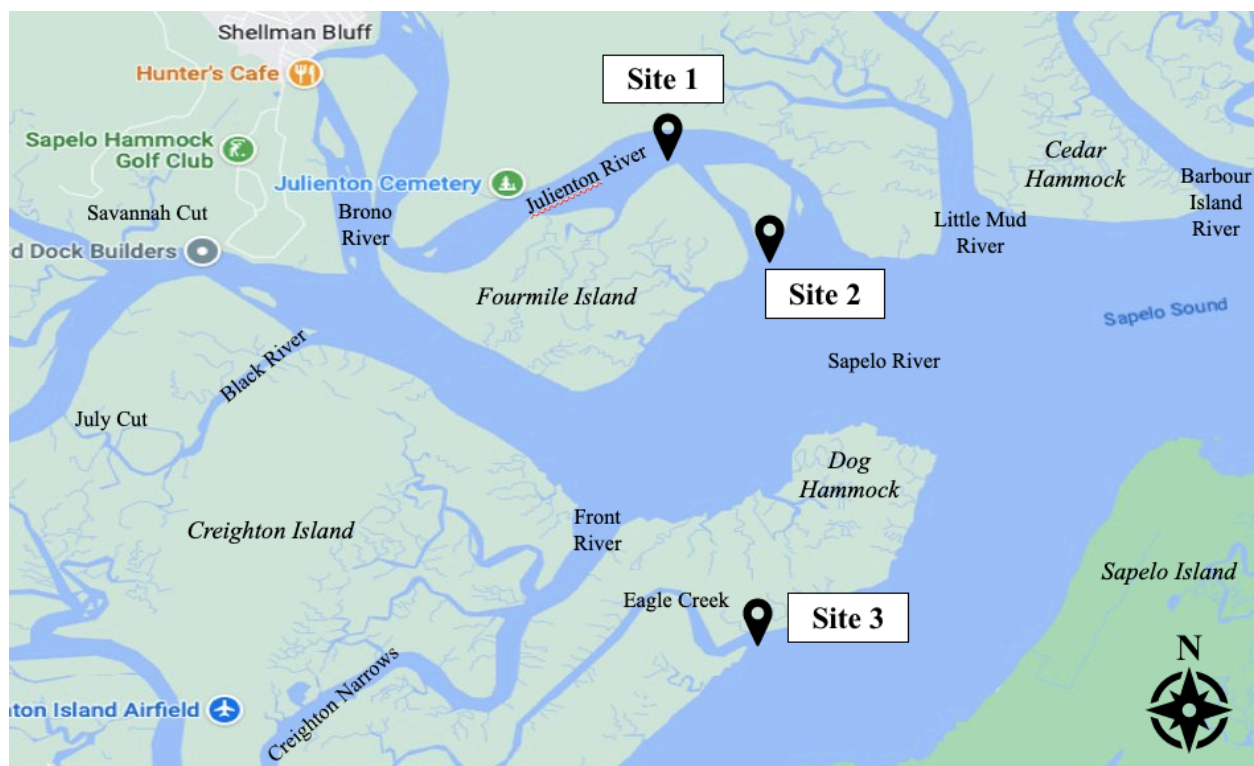 Shellman Bluff
Hunter's Cafe
Site 1
Sapelo Hammock
Golf Club
Julienton River
Cedar
Hammock
Julienton Cemetery
Barbour
Island
River
Savannah Cut
Brono
River
Little Mud
River
d Dock Builders
Fourmile Island
Site 2
Sapelo Sound
Black River
Sapelo River
July Cut
Dog
Hammock
Creighton Island
Front
River
Sapelo Island
Eagle Creek
Site 3
N
Creighton Narrows
ton Island Airfield